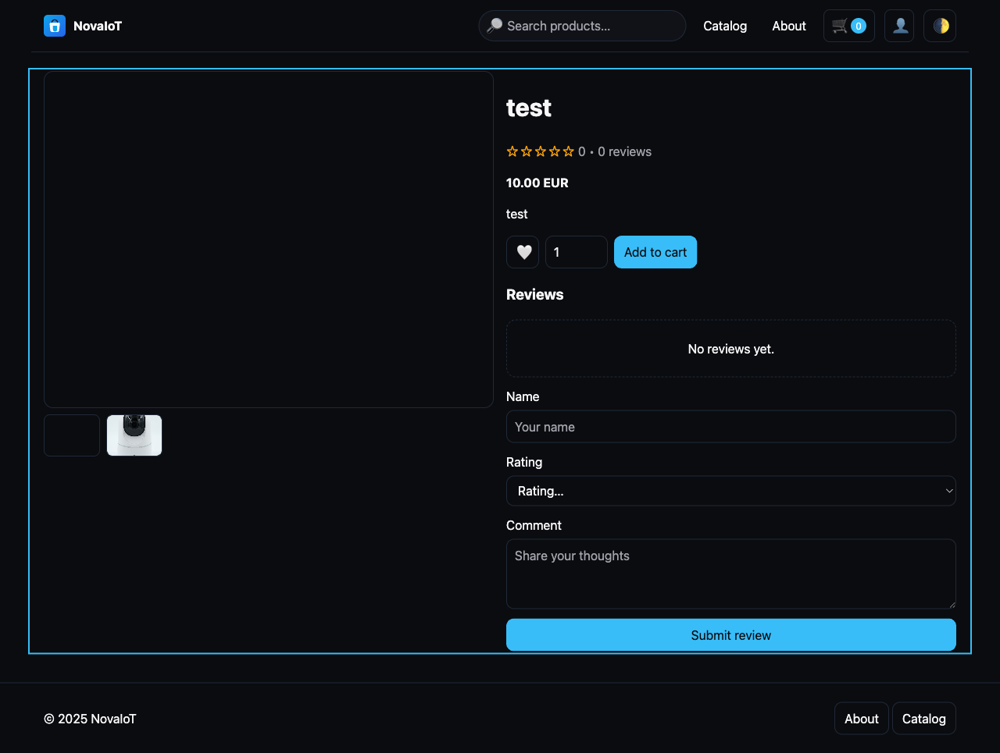 NovaIoT
Search products...
Catalog
About
0
test
0 • 0 reviews
10.00 EUR
test
1
Add to cart
Reviews
No reviews yet.
Name
Your name
Rating
Rating...
Comment
Share your thoughts
Submit review
© 2025 NovaIoT
About
Catalog